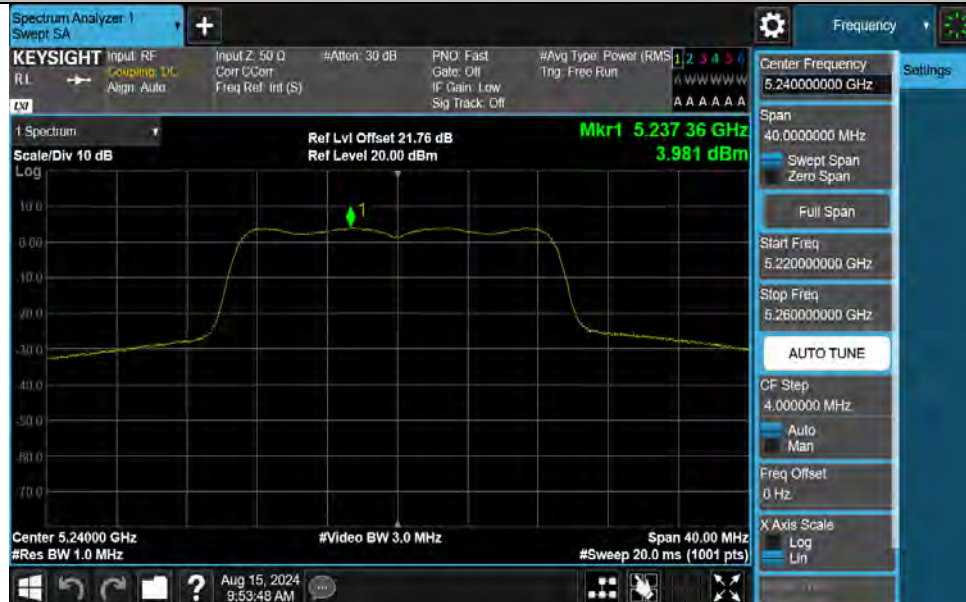 Spectrum Analyzer 1
Swept SA
+
Frequency
KEYSIGHT
Input: RF
Coupling: DC
Align: Auto
Input Z: 50 Ω
Corr CCorr
Freq Ref: Int (S)
#Atten: 30 dB
PNO: Fast
Gate: Off
IF Gain: Low
Sig Track: Off
#Avg Type: Power (RMS
Trig: Free Run
1 2 3 4 5 6
A W W W W W
A A A A A A
RL
LXI
1 Spectrum
Scale/Div 10 dB
Log
Ref Lvl Offset 21.76 dB
Ref Level 20.00 dBm
Mkr1 5.237 36 GHz
3.981 dBm
10.0
0.00
-10.0
-20.0
-30.0
-40.0
-50.0
-60.0
-70.0
1
Center 5.24000 GHz
#Res BW 1.0 MHz
#Video BW 3.0 MHz
Span 40.00 MHz
#Sweep 20.0 ms (1001 pts)
Center Frequency
5.240000000 GHz
Settings
Span
40.0000000 MHz
Swept Span
Zero Span
Full Span
Start Freq
5.220000000 GHz
Stop Freq
5.260000000 GHz
AUTO TUNE
CF Step
4.000000 MHz
Auto
Man
Freq Offset
0 Hz
X Axis Scale
Log
Lin
?
Aug 15, 2024
9:53:48 AM